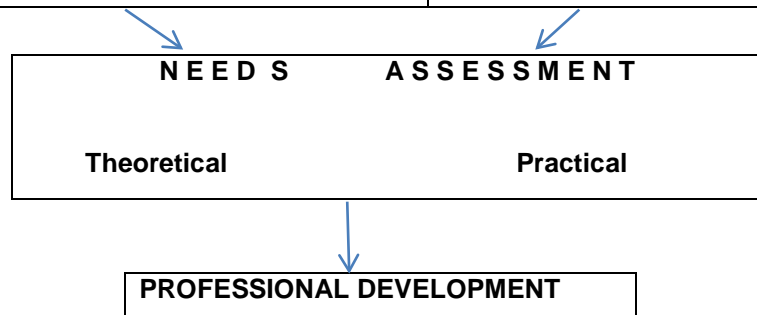 N E E D  S        A S S E S S M E N T
Theoretical        Practical
PROFESSIONAL DEVELOPMENT